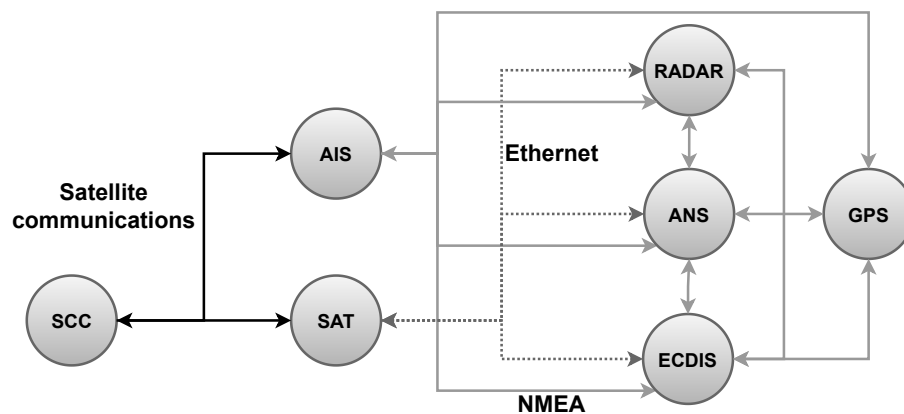 RADAR
AIS
Ethernet
Satellite
communications
ANS
GPS
SCC
SAT
ECDIS
NMEA